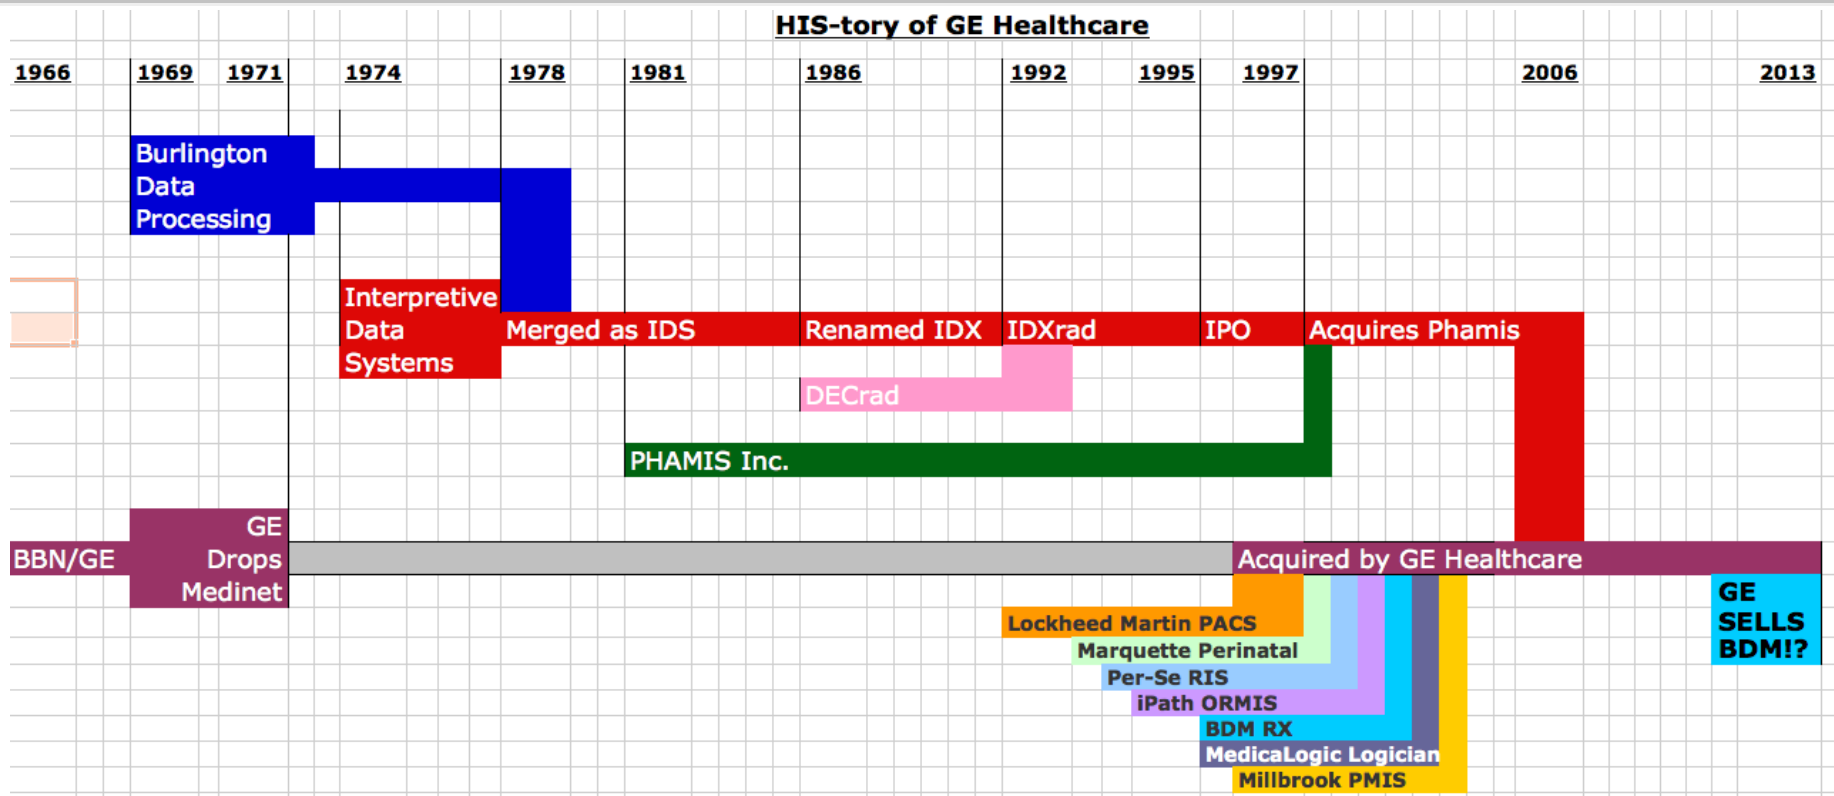 HIS-tory of GE Healthcare
1966 1969 1971 1974 1978 1981 1986 1992 1995 1997 2006 2013
Burlington
Data
Processing
Interpretive
Data
Systems
Merged as IDS
Renamed IDX
IDXrad
IPO
Acquires Phamis
DECrad
PHAMIS Inc.
BBN/GE
GE
Drops
Medinet
Acquired by GE Healthcare
Lockheed Martin PACS
Marquette Perinatal
Per-Se RIS
iPath ORMIS
BDM RX
MedicaLogic Logician
Millbrook PMIS
GE
SELLS
BDM!?